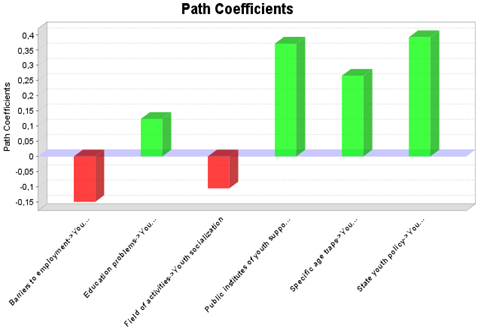 Path Coefficients
Path Coefficients
0,4
0,35
0,3
0,25
0,2
0,15
0,1
0,05
0
-0,05
-0,1
-0,15
Barriers to employment->You...
Education problems->You...
Field of activities->Youth socialization
Public institutes of youth suppo...
Specific age traps->You...
State youth policy->You...